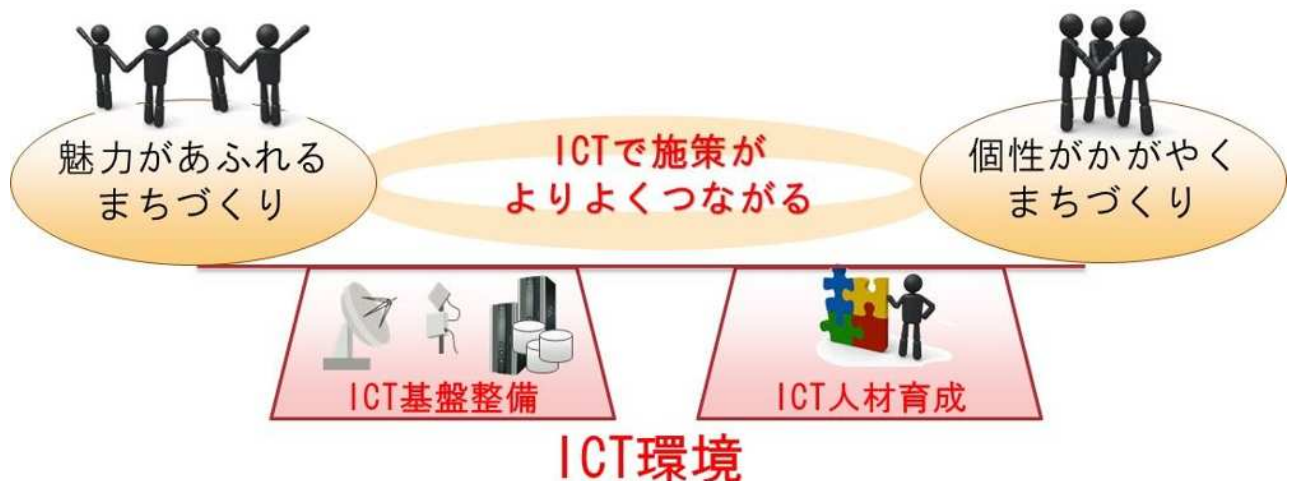 魅力があふれる
まちづくり
ICTで施策が
よりよくつながる
個性がかがやく
まちづくり
ICT基盤整備
ICT人材育成
ICT環境